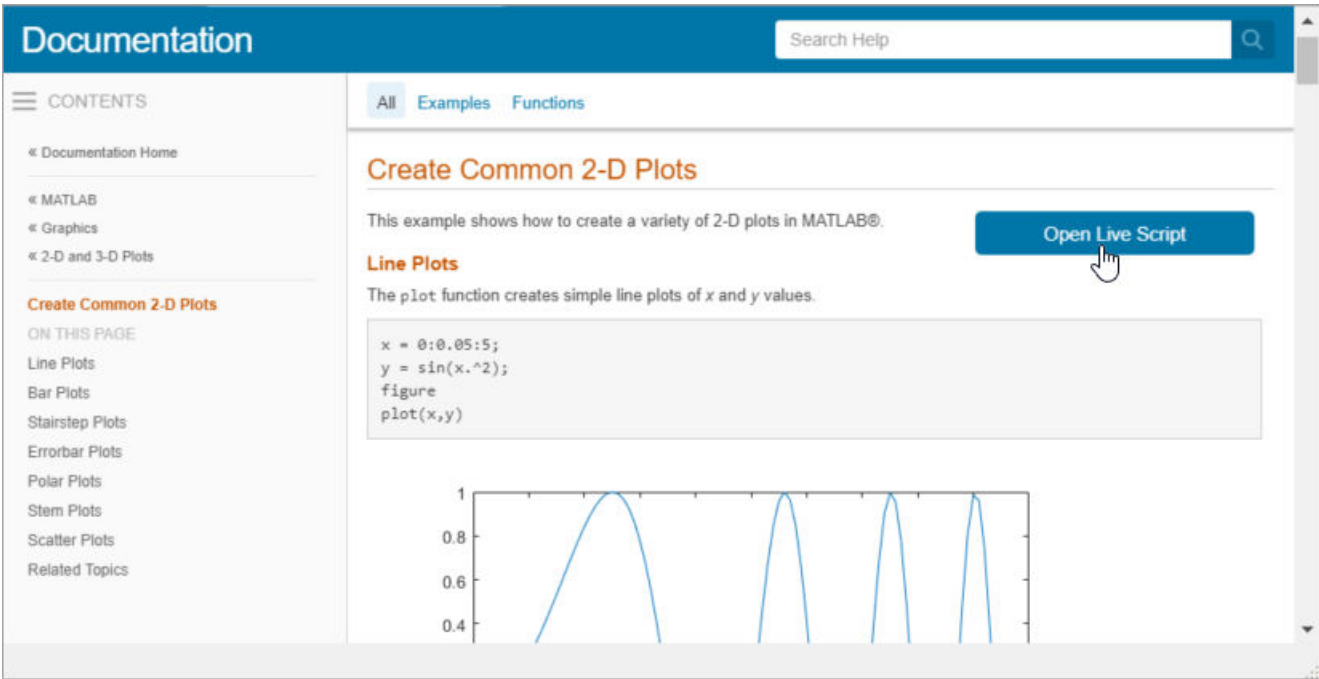 Documentation
Search Help
CONTENTS
« Documentation Home
« MATLAB
« Graphics
« 2-D and 3-D Plots
Create Common 2-D Plots
ON THIS PAGE
Line Plots
Bar Plots
Stairstep Plots
Errorbar Plots
Polar Plots
Stem Plots
Scatter Plots
Related Topics
All Examples Functions
Create Common 2-D Plots
This example shows how to create a variety of 2-D plots in MATLAB®.
Open Live Script
Line Plots
The plot function creates simple line plots of x and y values.
x = 0:0.05:5;
y = sin(x.^2);
figure
plot(x,y)
1
0.8
0.6
0.4